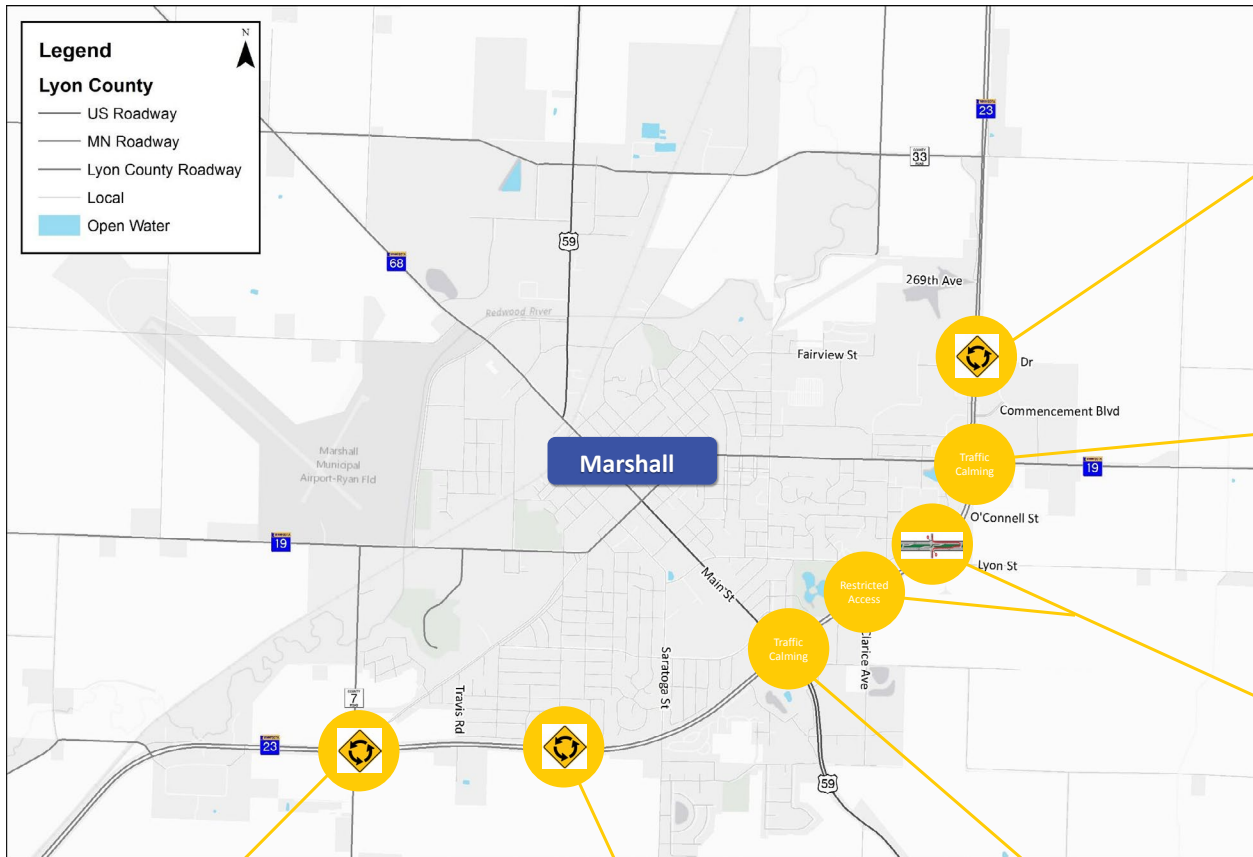 Legend
N
Lyon County
US Roadway
MN Roadway
Lyon County Roadway
Local
Open Water
23
COUNTY
33
59
68
269th Ave
Redwood River
Fairview St
Dr
Commencement Blvd
Marshall
Marshall
Municipal
Airport-Ryan Fld
Traffic
Calming
19
O'Connell St
19
Lyon St
Main St
Restricted
Access
Traffic
Calming
Clarice Ave
Saratoga St
Travis Rd
COUNTY
7
23
59